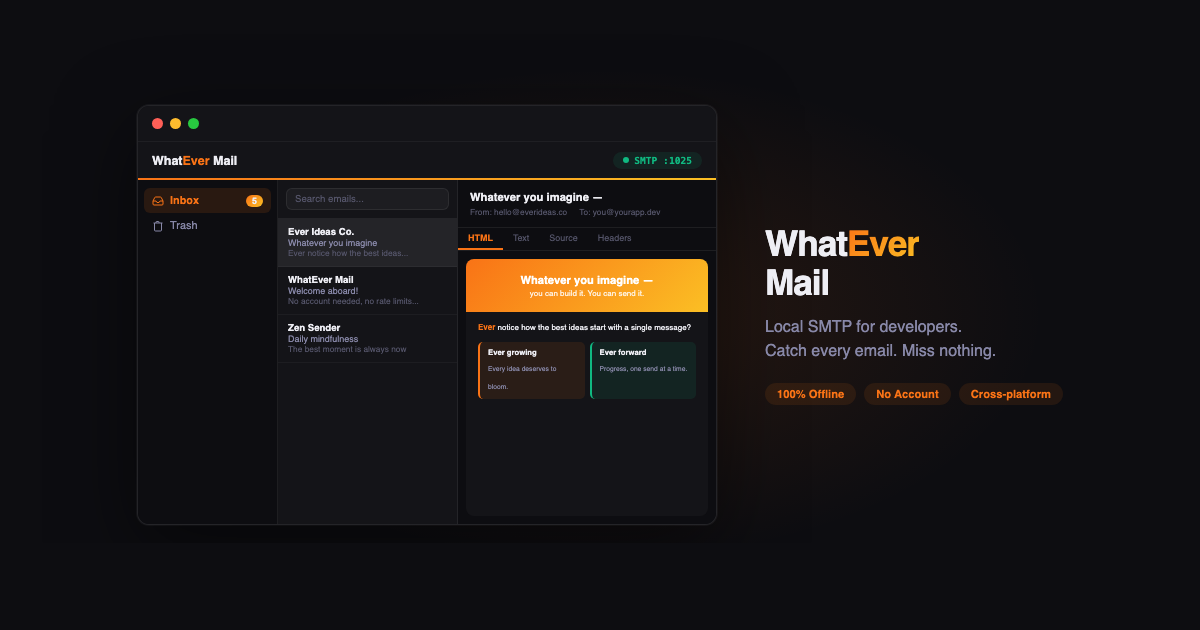 WhatEver Mail
SMTP :1025
Inbox
5
Trash
Search emails...
Ever Ideas Co.
Whatever you imagine
Ever notice how the best ideas...
WhatEver Mail
Welcome aboard!
No account needed, no rate limits...
Zen Sender
Daily mindfulness
The best moment is always now
Whatever you imagine —
From: hello@everideas.co To: you@yourapp.dev
HTML Text Source Headers
Whatever you imagine —
you can build it. You can send it.
Ever notice how the best ideas start with a single message?
Ever growing
Every idea deserves to
bloom.
Ever forward
Progress, one send at a time.
WhatEver
Mail
Local SMTP for developers.
Catch every email. Miss nothing.
100% Offline No Account Cross-platform